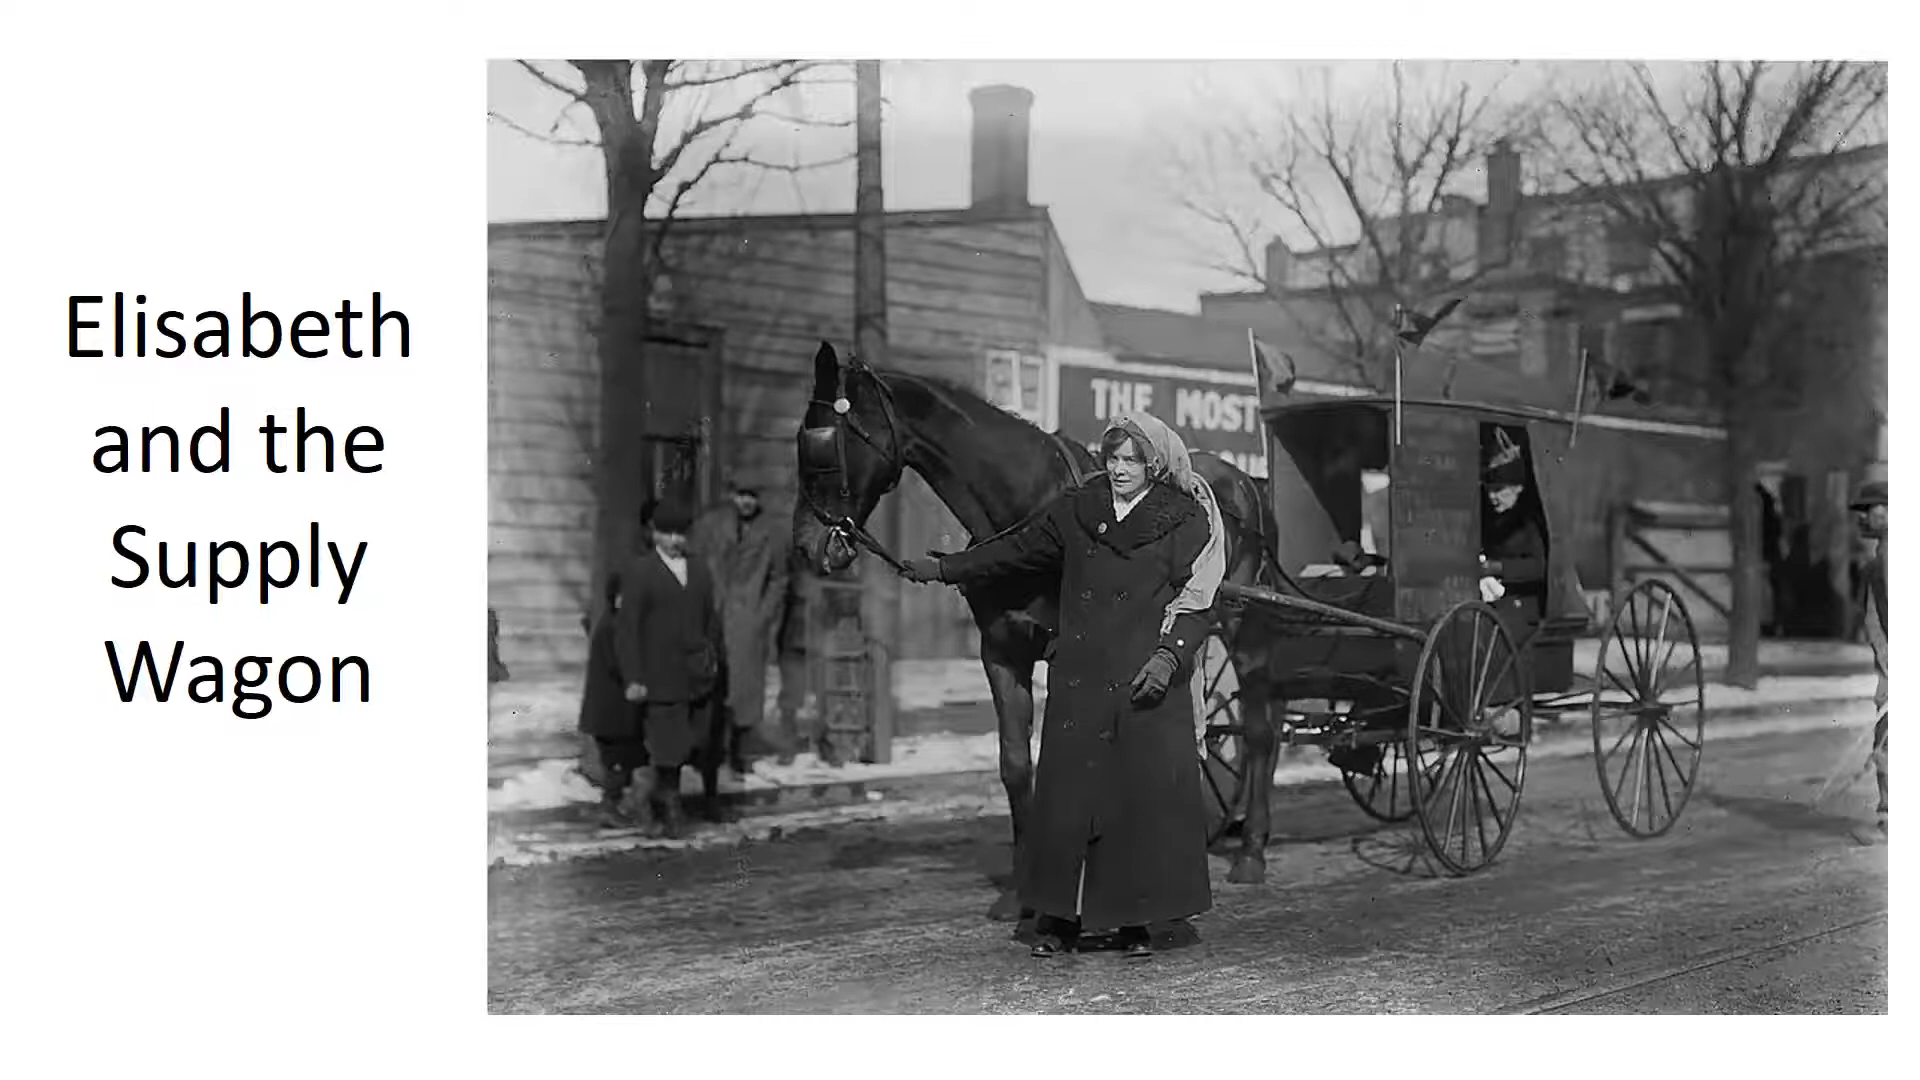 Elisabeth
and the
Supply
Wagon
THE MOST